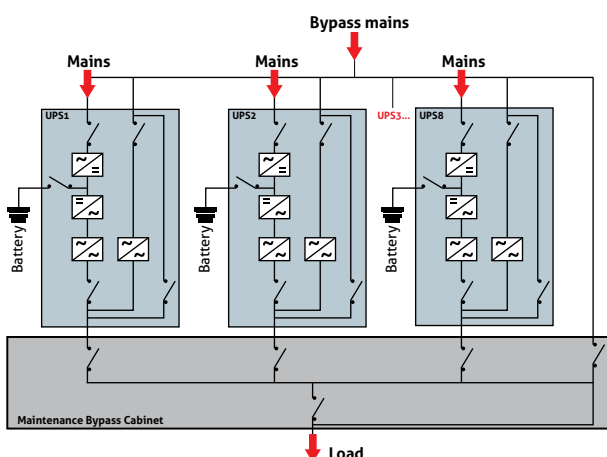 Bypass mains
Mains
Mains
Mains
UPS1
UPS2
UPS3...
UPS8
Battery
Battery
Battery
Maintenance Bypass Cabinet
Load